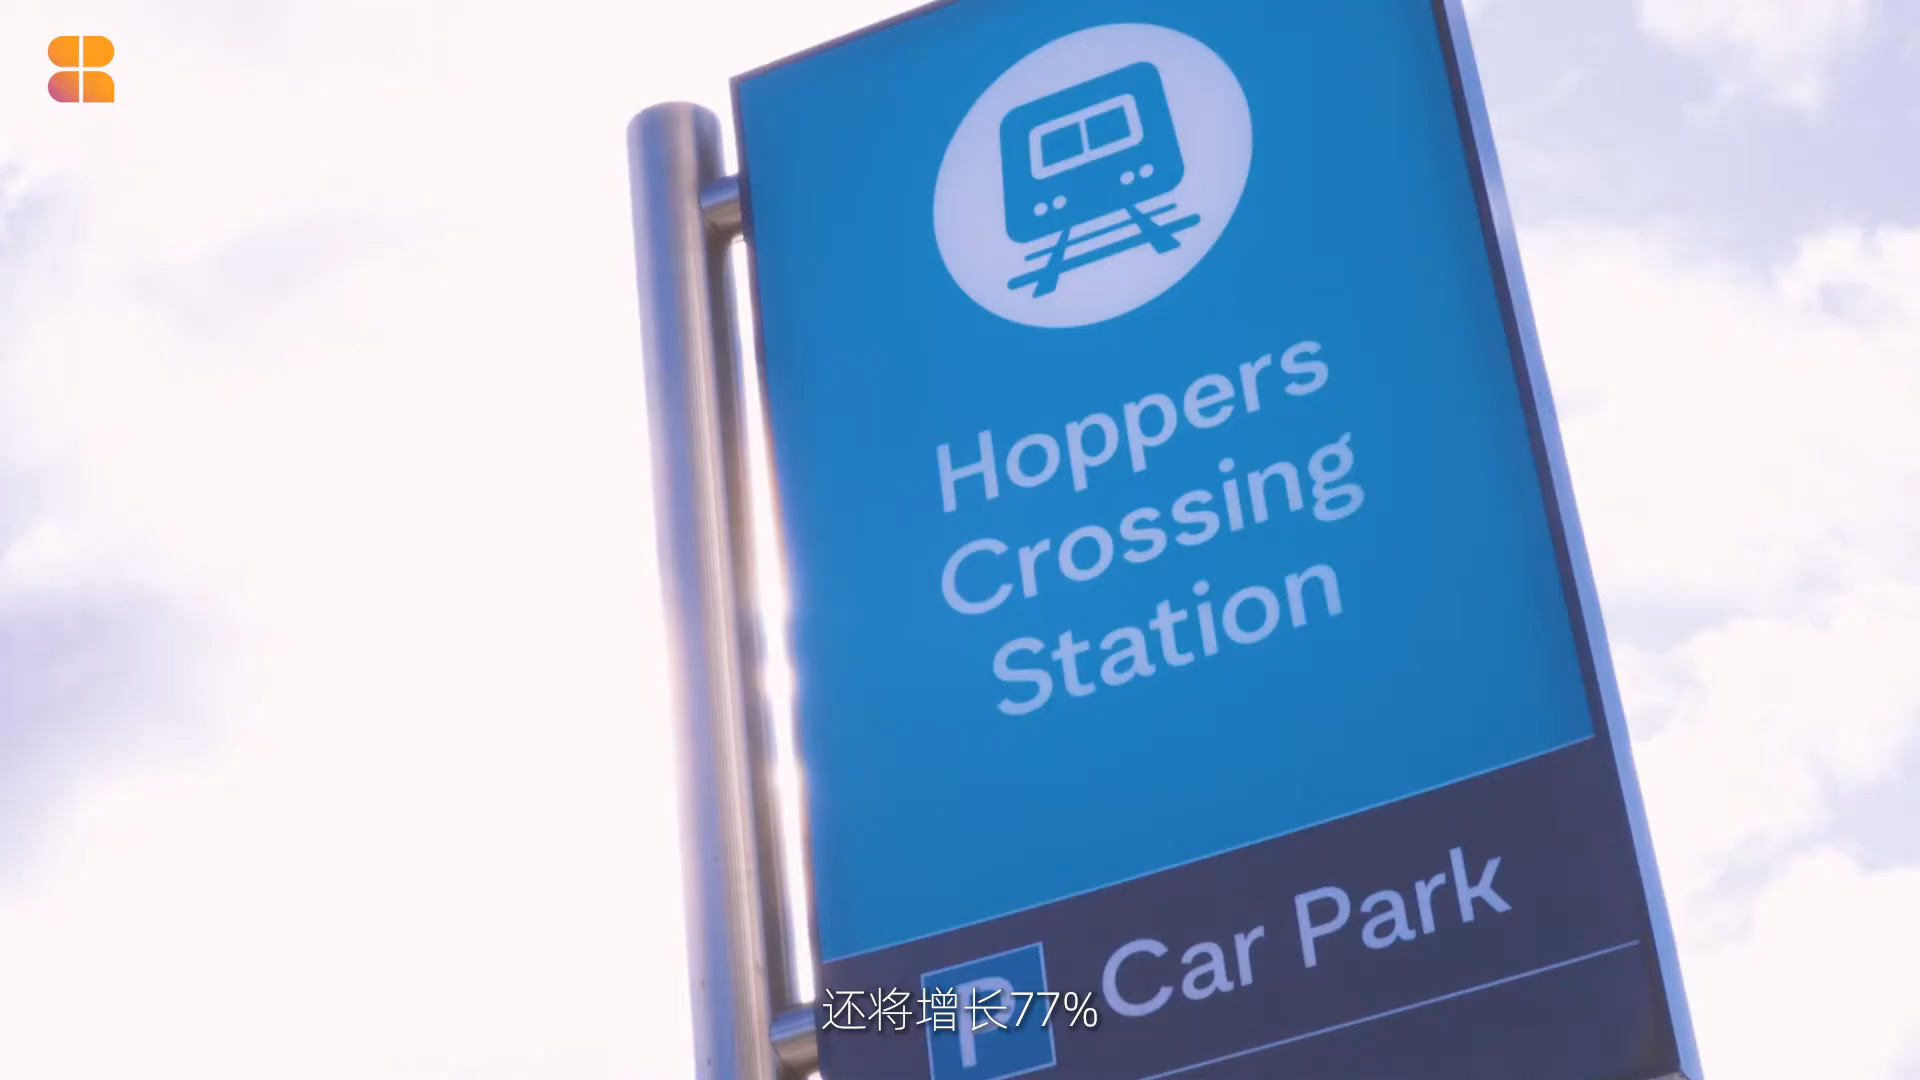 Hoppers
Crossing
Station
P Car Park
还将增长77%